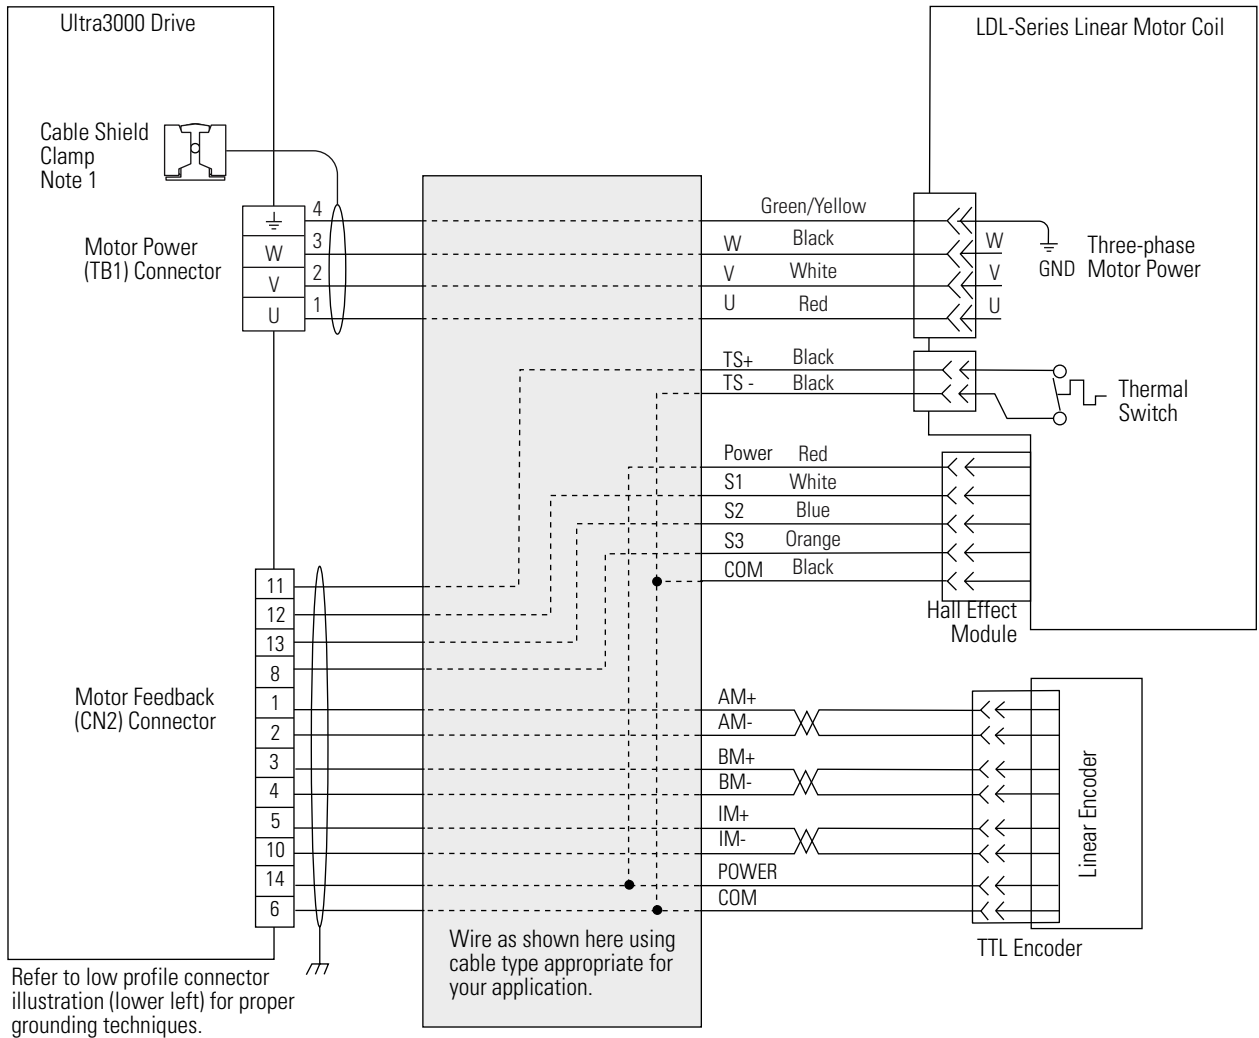 Ultra3000 Drive
LDL-Series Linear Motor Coil
Cable Shield
Clamp
Note 1
Motor Power
(TB1) Connector
W
V
U
4
3
2
1
Green/Yellow
W Black
V White
U Red
W
V
U
GND
Three-phase
Motor Power
TS+ Black
TS - Black
Thermal
Switch
Power Red
S1 White
S2 Blue
S3 Orange
COM Black
Hall Effect
Module
Motor Feedback
(CN2) Connector
11
12
13
8
1
2
3
4
5
10
14
6
AM+
AM-
BM+
BM-
IM+
IM-
POWER
COM
Linear Encoder
TTL Encoder
Wire as shown here using
cable type appropriate for
your application.
Refer to low profile connector
illustration (lower left) for proper
grounding techniques.